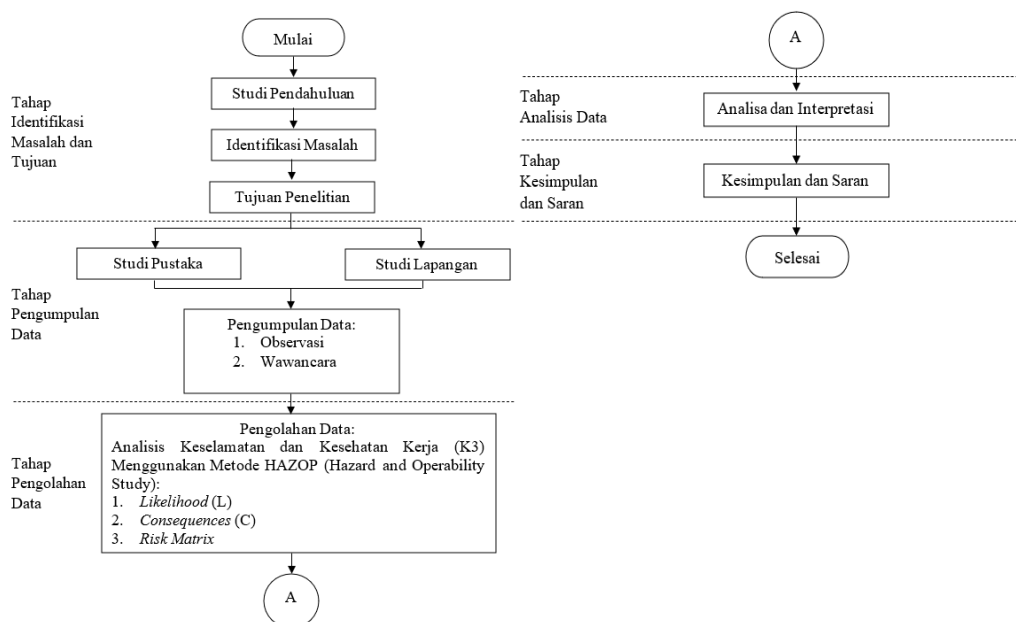 Mulai
Tahap
Identifikasi
Masalah dan
Tujuan
Studi Pendahuluan
Identifikasi Masalah
Tujuan Penelitian
Tahap
Pengumpulan
Data
Studi Pustaka
Studi Lapangan
Pengumpulan Data:
1. Observasi
2. Wawancara
Tahap
Pengolahan
Data
Pengolahan Data:
Analisis Keselamatan dan Kesehatan Kerja (K3)
Menggunakan Metode HAZOP (Hazard and Operability
Study):
1. Likelihood (L)
2. Consequences (C)
3. Risk Matrix
A
A
Tahap
Analisis Data
Analisa dan Interpretasi
Tahap
Kesimpulan
dan Saran
Kesimpulan dan Saran
Selesai